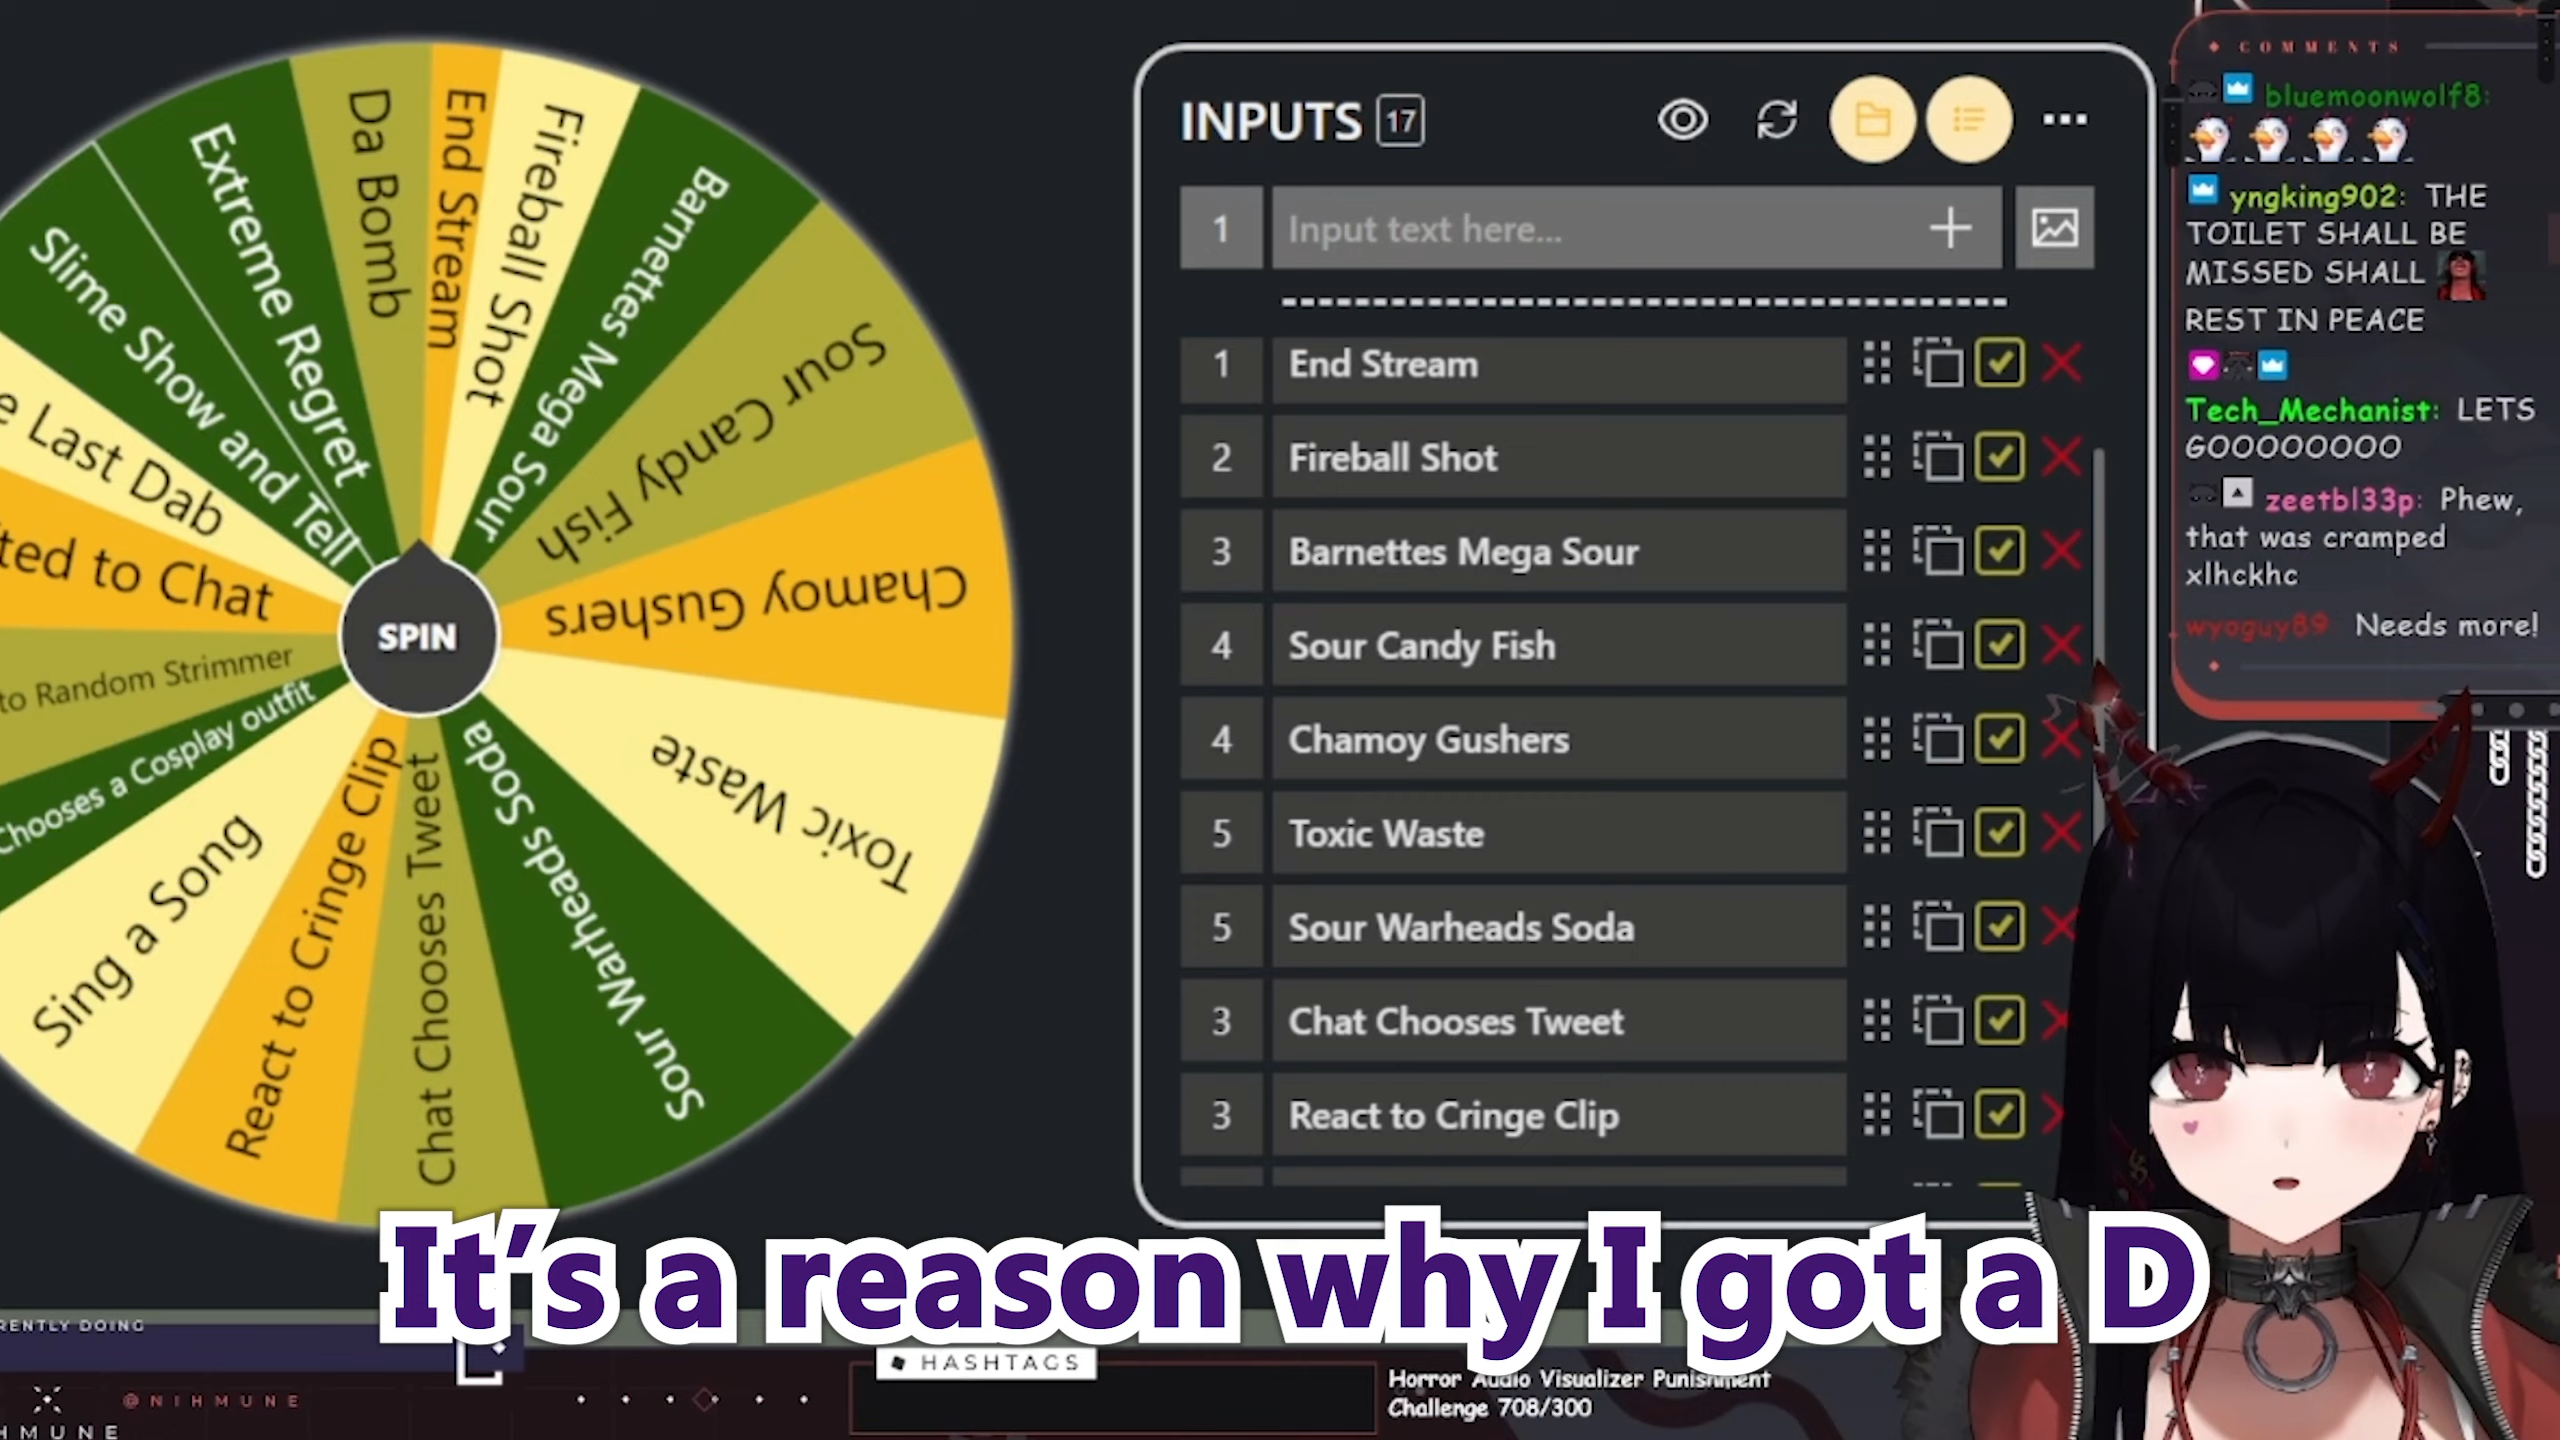 Da Bomb
End Stream
Fireball Shot
Barnettes Mega Sour
Sour Candy Fish
Chamoy Gushers
Toxic Waste
Sour Warheads Soda
Chat Chooses Tweet
React to Cringe Clip
Sing a Song
Chooses a Cosplay outfit
to Random Strimmer
ted to Chat
e Last Dab
Slime Show and Tell
Extreme Regret
SPIN
INPUTS 17
1 Input text here...
1 End Stream
2 Fireball Shot
3 Barnettes Mega Sour
4 Sour Candy Fish
4 Chamoy Gushers
5 Toxic Waste
5 Sour Warheads Soda
3 Chat Chooses Tweet
3 React to Cringe Clip
COMMENTS
bluemoonwolf8:
yngking902: THE
TOILET SHALL BE
MISSED SHALL
REST IN PEACE
Tech_Mechanist: LETS
GOOOOOOOO
zeetbl33p: Phew,
that was cramped
xlhckhc
wyoguy89 Needs more!
It's a reason why I got a D
RENTLY DOING
HASHTAGS
@NIHMUNE
HMUNE
Horror Audio Visualizer Punishment
Challenge 708/300